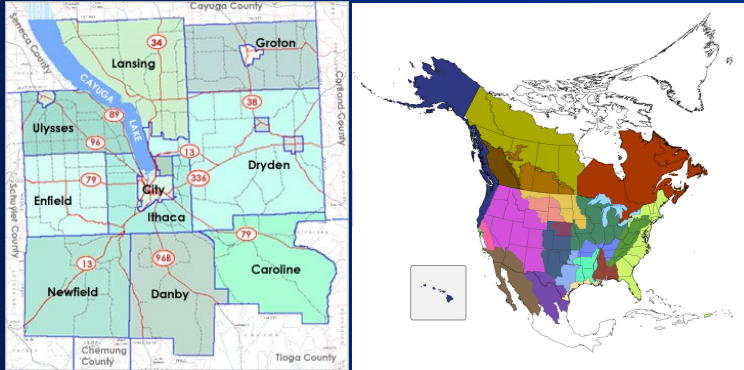 Cayuga County
Seneca County
34
Groton
Lansing
CAYUGA
LAKE
Cortland County
89
38
Ulysses
96
13
Dryden
79
336
City
Enfield
Ithaca
Schuyler County
79
96B
13
Caroline
Newfield
Danby
Chemung
County
Tioga County